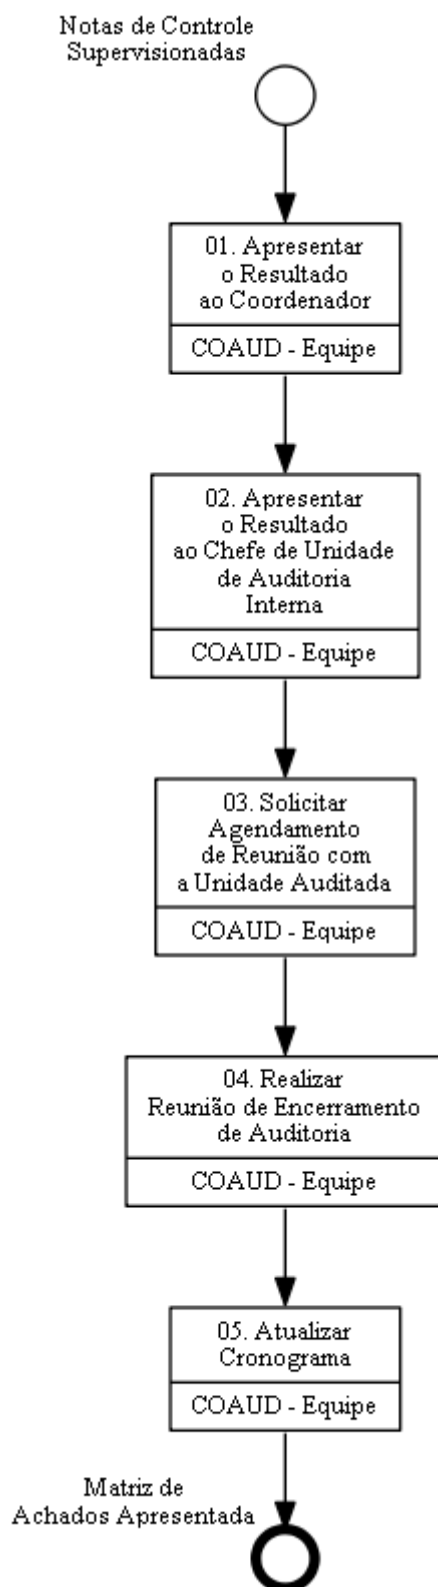 Notas de Controle
Supervisionadas
01. Apresentar
o Resultado
ao Coordenador
COAUD - Equipe
02. Apresentar
o Resultado
ao Chefe de Unidade
de Auditoria
Interna
COAUD - Equipe
03. Solicitar
Agendamento
de Reunião com
a Unidade Auditada
COAUD - Equipe
04. Realizar
Reunião de Encerramento
de Auditoria
COAUD - Equipe
05. Atualizar
Cronograma
COAUD - Equipe
Matriz de
Achados Apresentada